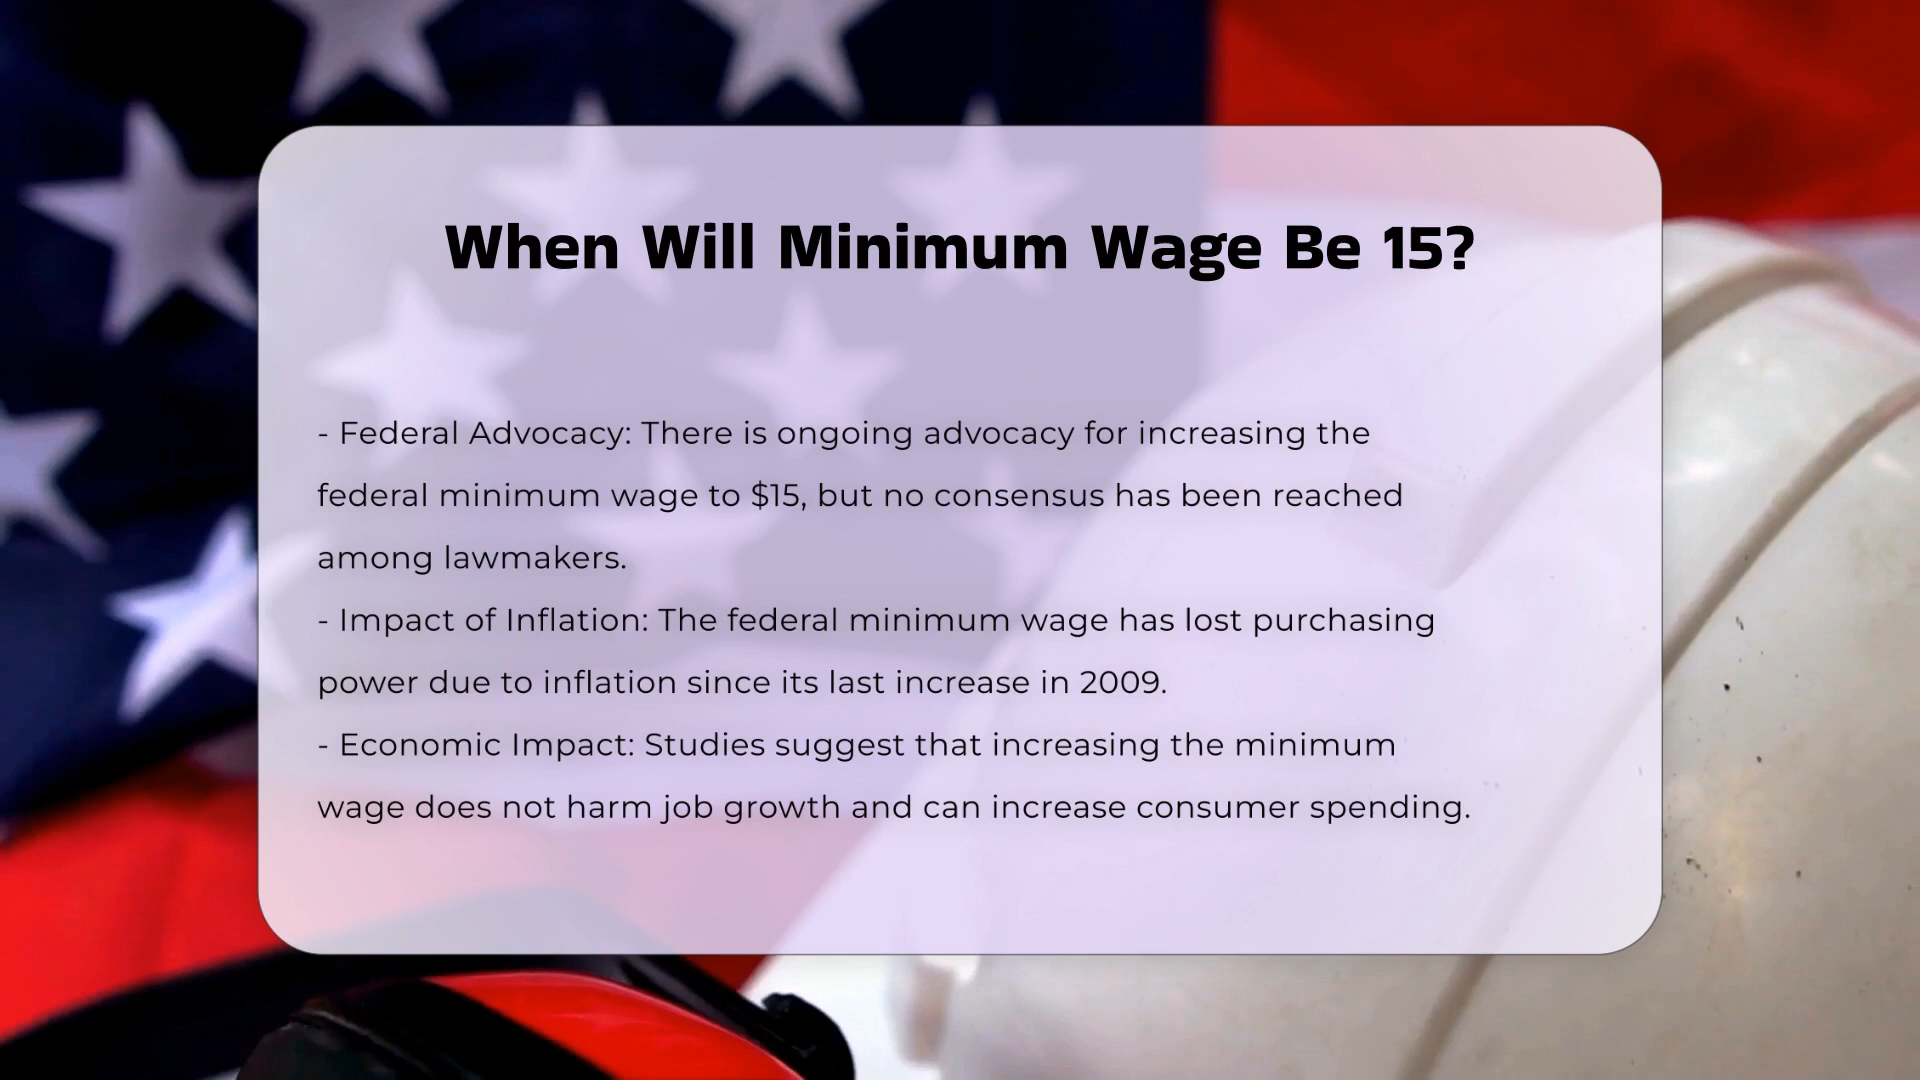 When Will Minimum Wage Be 15?
- Federal Advocacy: There is ongoing advocacy for increasing the
federal minimum wage to $15, but no consensus has been reached
among lawmakers.
- Impact of Inflation: The federal minimum wage has lost purchasing
power due to inflation since its last increase in 2009.
- Economic Impact: Studies suggest that increasing the minimum
wage does not harm job growth and can increase consumer spending.